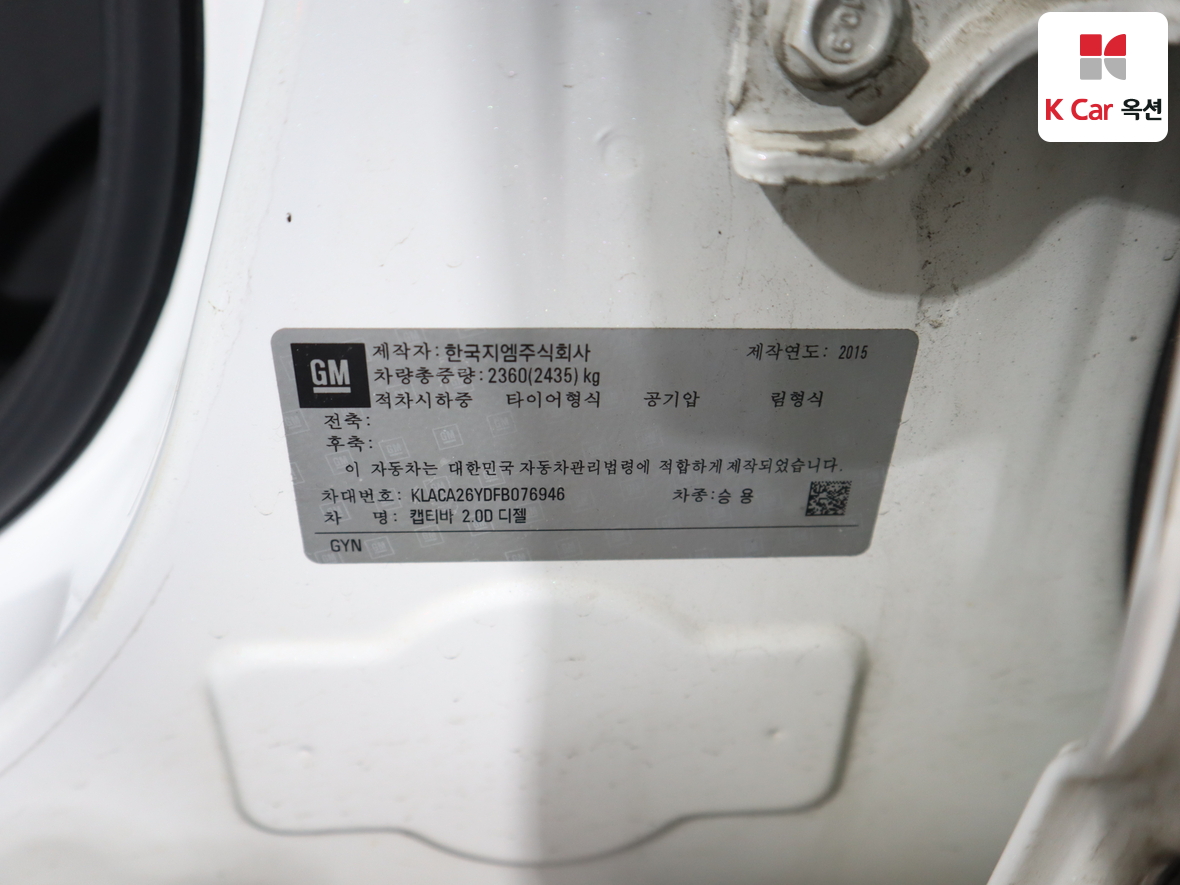 10.9
K Car 옥션
GM
제작자: 한국지엠주식회사 제작연도: 2015
차량총중량: 2360(2435) kg
적차시하중 타이어형식 공기압 림형식
전축:
후축:
이 자동차는 대한민국 자동차관리법령에 적합하게 제작되었습니다.
차대번호: KLACA26YDFB076946 차종:승 용
차 명: 캡티바 2.0D 디젤
GYN